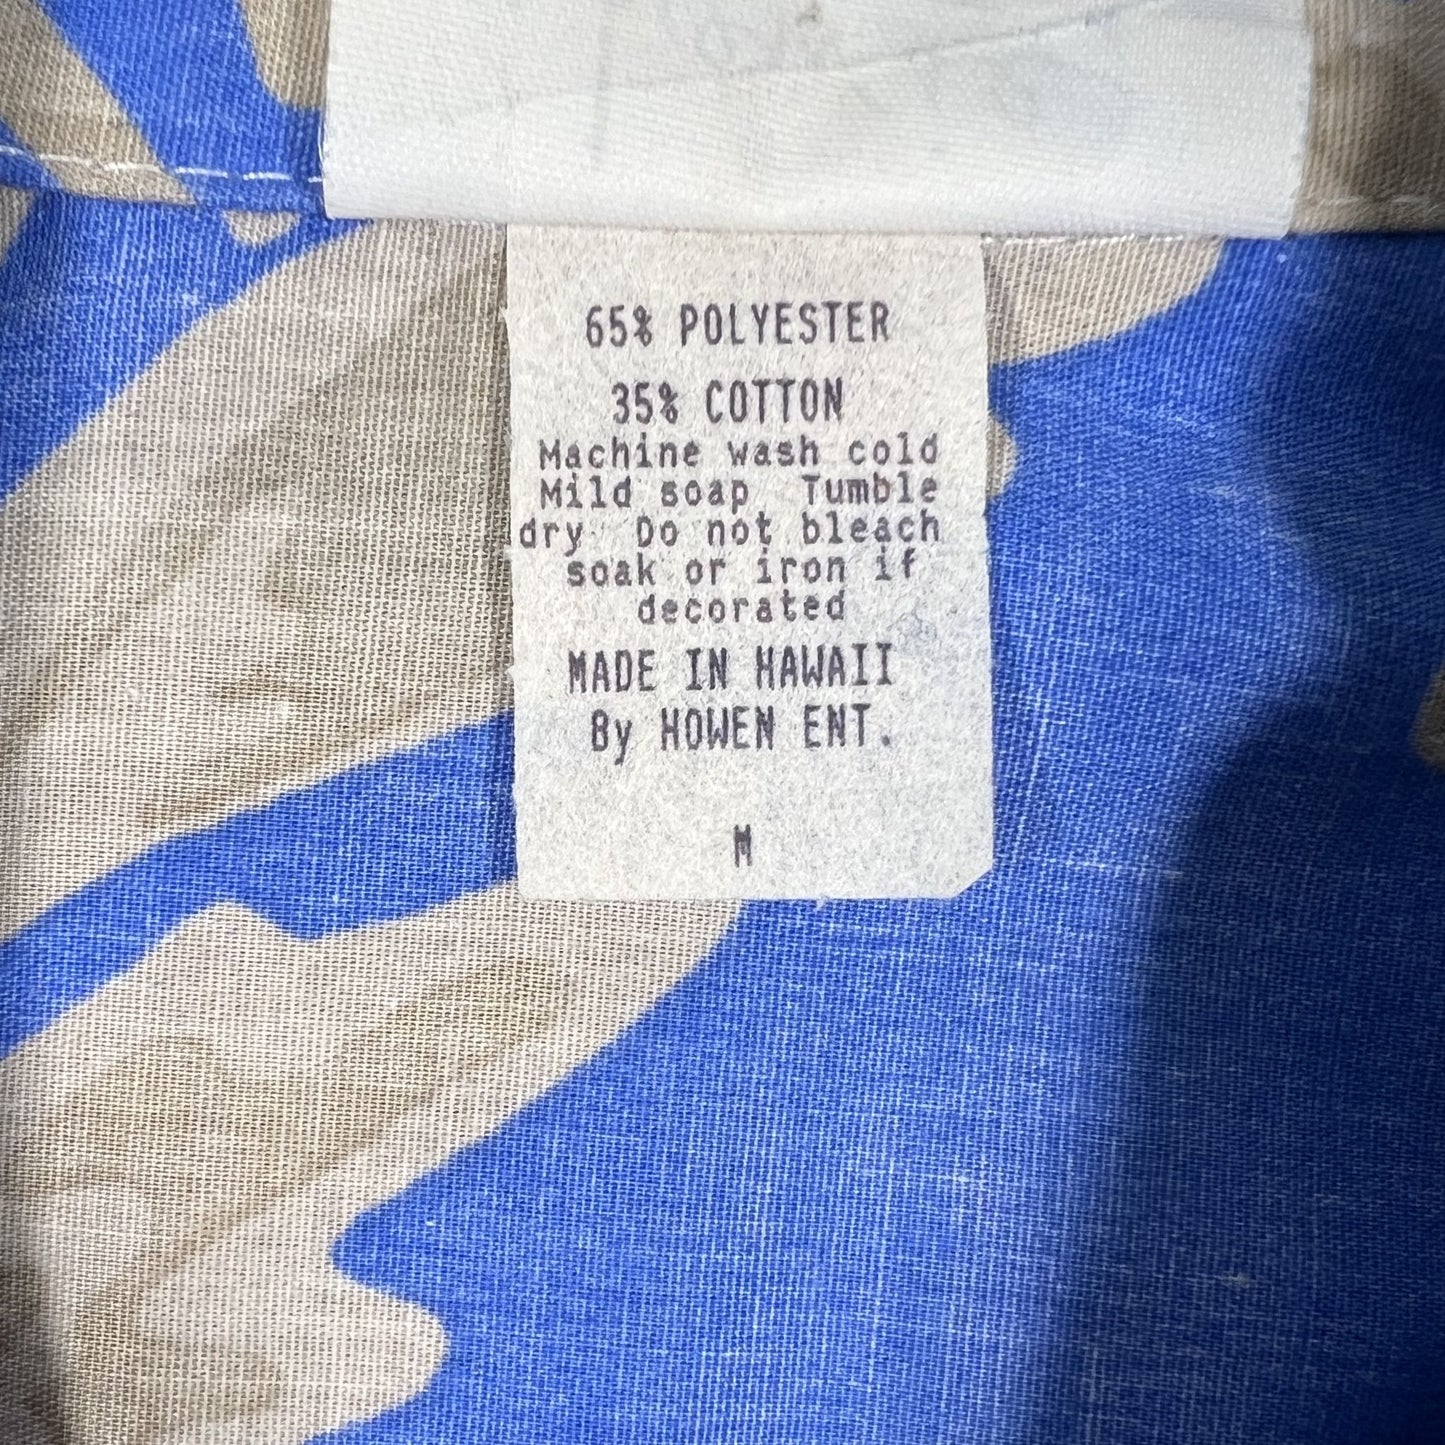 65% POLYESTER
35% COTTON
Machine wash cold
Mild soap Tumble
dry. Do not bleach
soak or iron if
decorated
MADE IN HAWAII
By HOWEN ENT.
M